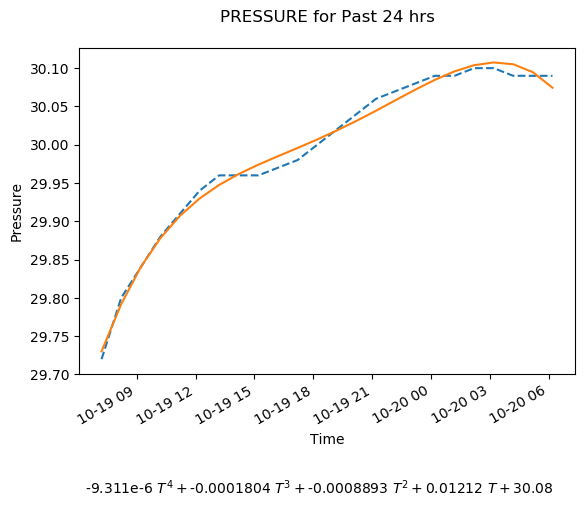 PRESSURE for Past 24 hrs
Pressure
30.10
30.05
30.00
29.95
29.90
29.85
29.80
29.75
29.70
10-19 09 10-19 12 10-19 15 10-19 18 10-19 21 10-20 00 10-20 03 10-20 06
Time
-9.311e-6 T⁴ + -0.0001804 T³ + -0.0008893 T² + 0.01212 T + 30.08